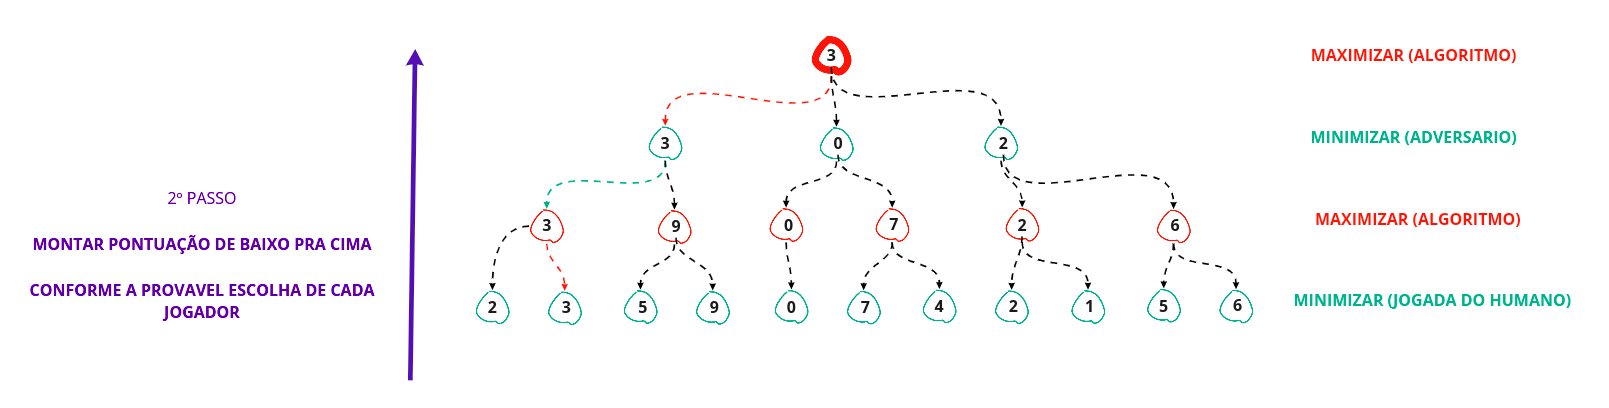 3
MAXIMIZAR (ALGORITMO)
3
0
2
MINIMIZAR (ADVERSARIO)
2º PASSO
MONTAR PONTUAÇÃO DE BAIXO PRA CIMA
CONFORME A PROVAVEL ESCOLHA DE CADA
JOGADOR
3
9
0
7
2
6
MAXIMIZAR (ALGORITMO)
2
3
5
9
0
7
4
2
1
5
6
MINIMIZAR (JOGADA DO HUMANO)